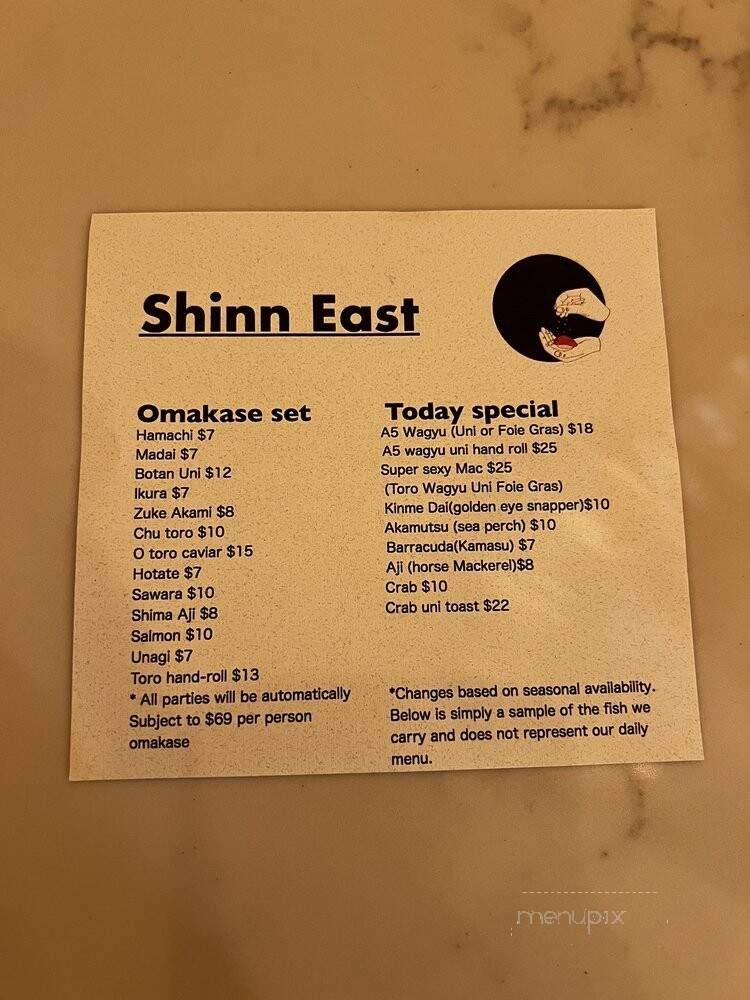 Shinn East
Omakase set
Hamachi $7
Madai $7
Botan Uni $12
Ikura $7
Zuke Akami $8
Chu toro $10
O toro caviar $15
Hotate $7
Sawara $10
Shima Aji $8
Salmon $10
Unagi $7
Toro hand-roll $13
* All parties will be automatically
Subject to $69 per person
omakase
Today special
A5 Wagyu (Uni or Foie Gras) $18
A5 wagyu uni hand roll $25
Super sexy Mac $25
(Toro Wagyu Uni Foie Gras)
Kinme Dai(golden eye snapper)$10
Akamutsu (sea perch) $10
Barracuda(Kamasu) $7
Aji (horse Mackerel)$8
Crab $10
Crab uni toast $22
*Changes based on seasonal availability.
Below is simply a sample of the fish we
carry and does not represent our daily
menu.
menupix